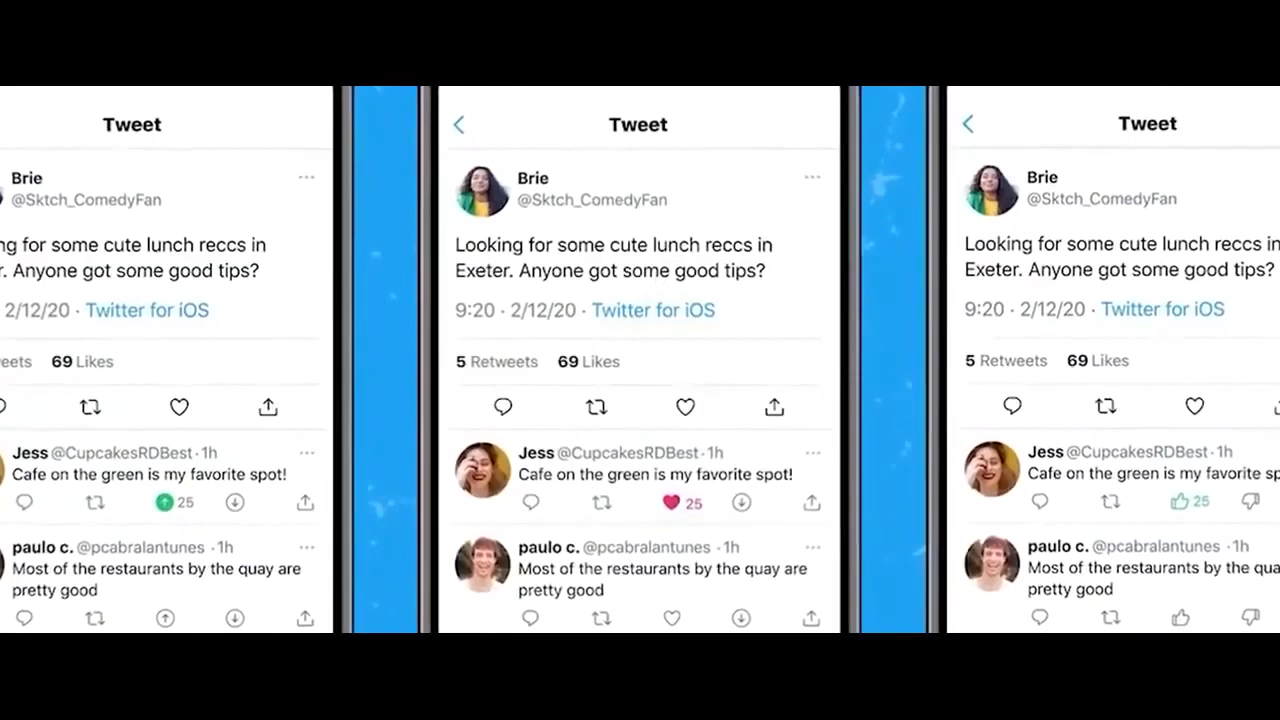 Tweet
Brie
@Sktch_ComedyFan
ng for some cute lunch reccs in
r. Anyone got some good tips?
2/12/20 · Twitter for iOS
eets 69 Likes
Jess @CupcakesRDBest · 1h
Cafe on the green is my favorite spot!
25
paulo c. @pcabralantunes · 1h
Most of the restaurants by the quay are
pretty good
Tweet
Brie
@Sktch_ComedyFan
Looking for some cute lunch reccs in
Exeter. Anyone got some good tips?
9:20 · 2/12/20 · Twitter for iOS
5 Retweets 69 Likes
Jess @CupcakesRDBest · 1h
Cafe on the green is my favorite spot!
25
paulo c. @pcabralantunes · 1h
Most of the restaurants by the quay are
pretty good
Tweet
Brie
@Sktch_ComedyFan
Looking for some cute lunch reccs in
Exeter. Anyone got some good tips?
9:20 · 2/12/20 · Twitter for iOS
5 Retweets 69 Likes
Jess @CupcakesRDBest · 1h
Cafe on the green is my favorite sp
25
paulo c. @pcabralantunes · 1h
Most of the restaurants by the qua
pretty good